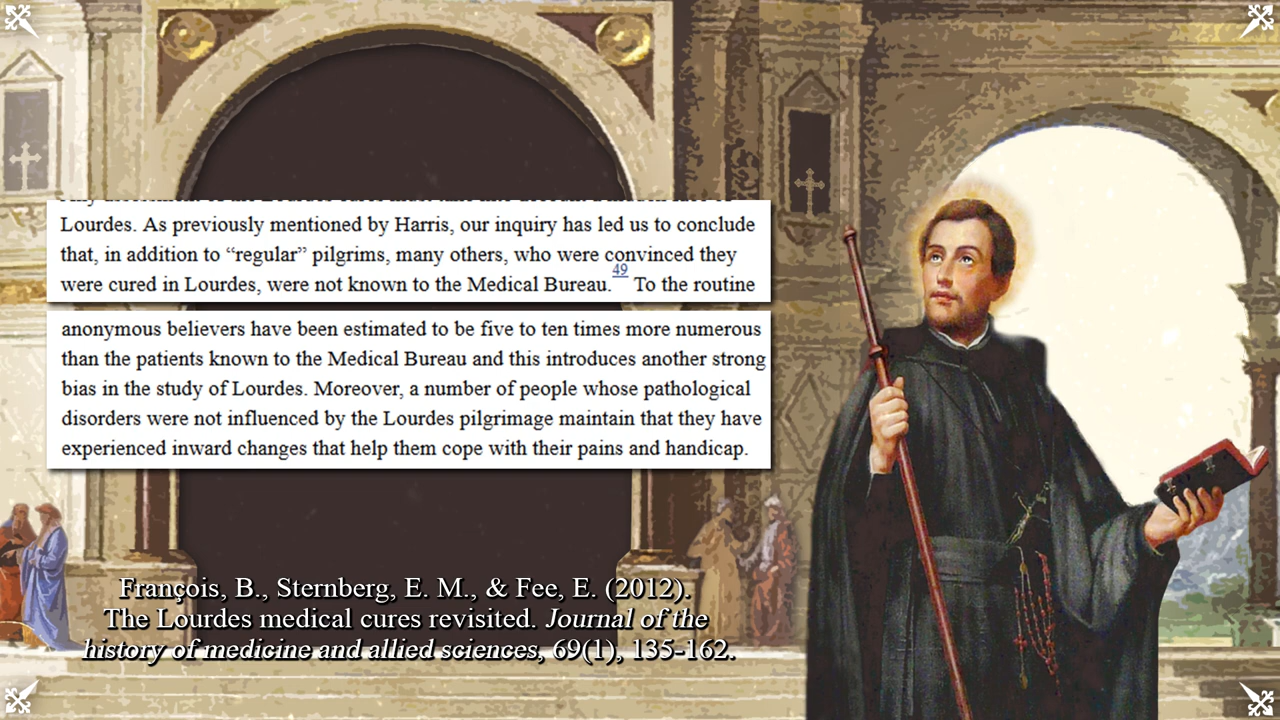 Lourdes. As previously mentioned by Harris, our inquiry has led us to conclude
that, in addition to “regular” pilgrims, many others, who were convinced they
were cured in Lourdes, were not known to the Medical Bureau.49 To the routine
anonymous believers have been estimated to be five to ten times more numerous
than the patients known to the Medical Bureau and this introduces another strong
bias in the study of Lourdes. Moreover, a number of people whose pathological
disorders were not influenced by the Lourdes pilgrimage maintain that they have
experienced inward changes that help them cope with their pains and handicap.
François, B., Sternberg, E. M., & Fee, E. (2012).
The Lourdes medical cures revisited. Journal of the
history of medicine and allied sciences, 69(1), 135-162.